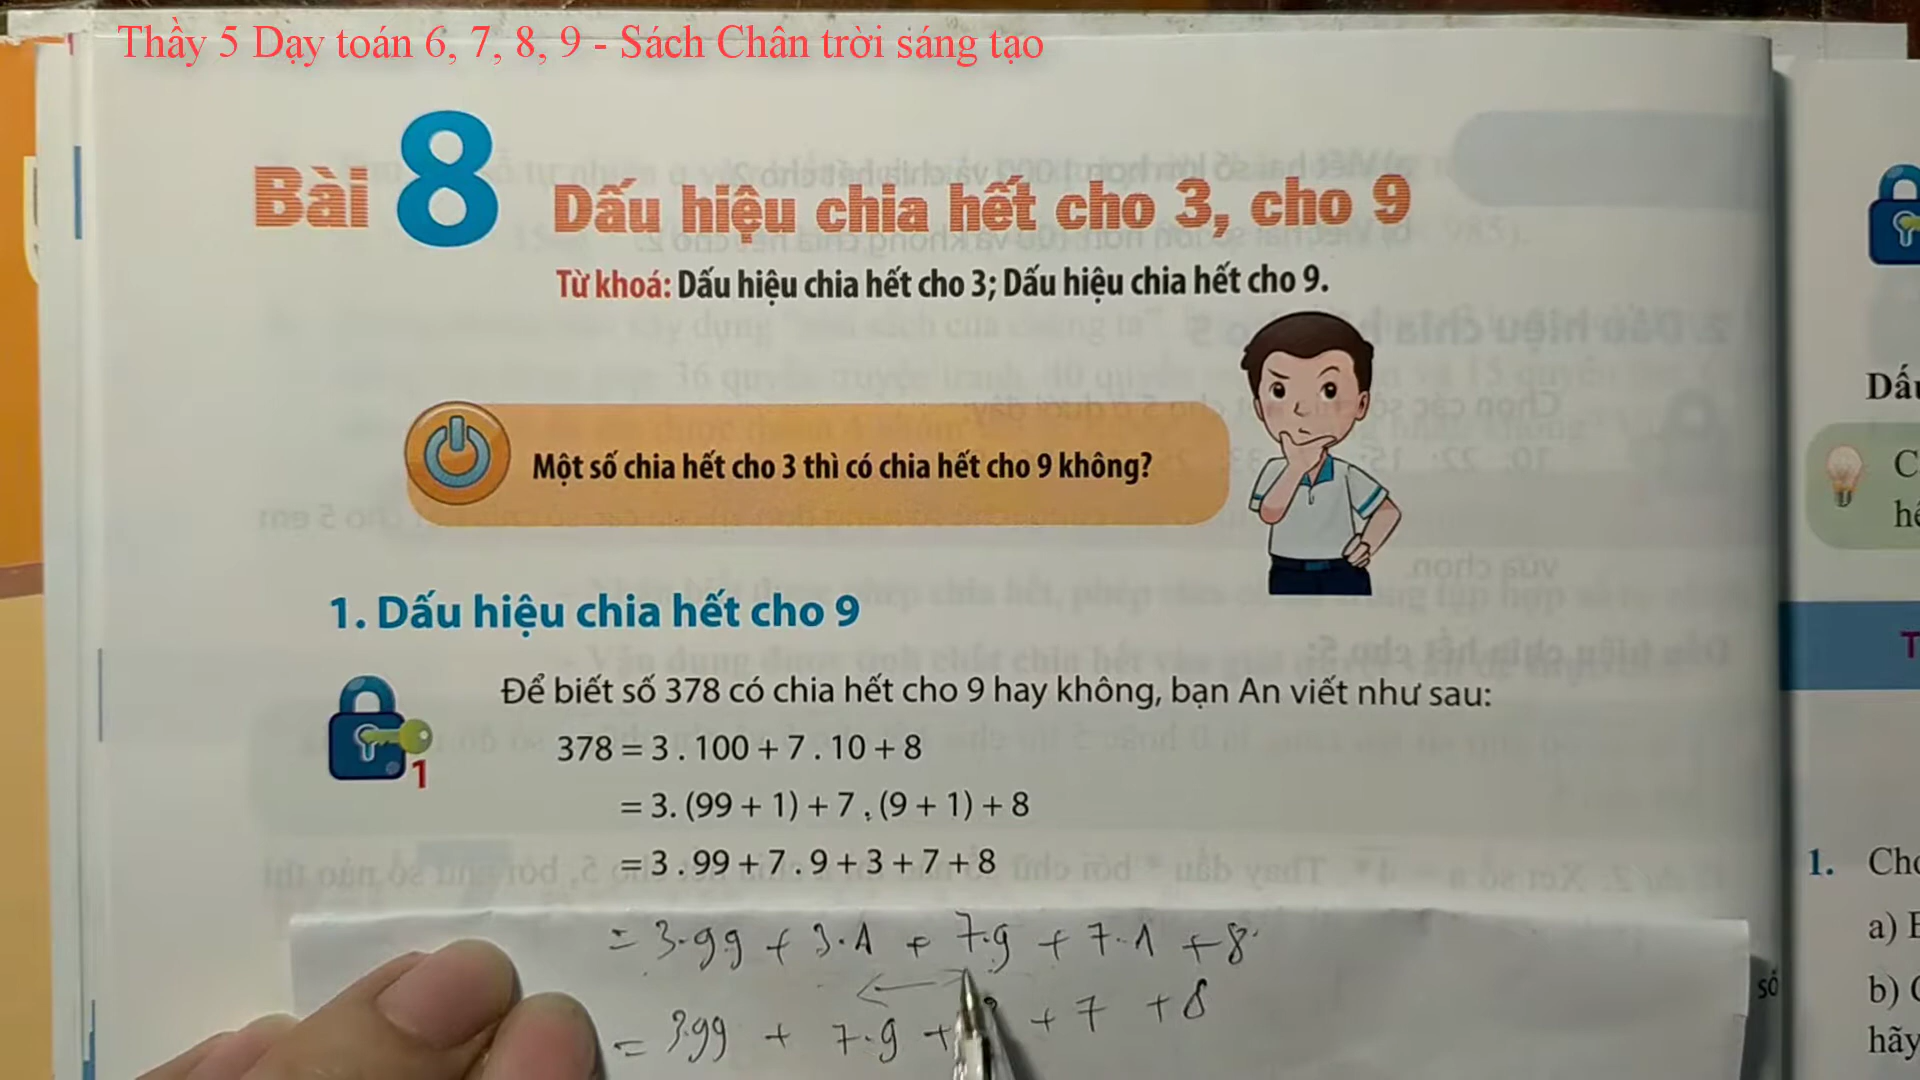 Thầy 5 Dạy toán 6, 7, 8, 9 - Sách Chân trời sáng tạo
Bài 8 Dấu hiệu chia hết cho 3, cho 9
Từ khoá: Dấu hiệu chia hết cho 3; Dấu hiệu chia hết cho 9.
Một số chia hết cho 3 thì có chia hết cho 9 không?
1. Dấu hiệu chia hết cho 9
Để biết số 378 có chia hết cho 9 hay không, bạn An viết như sau:
1
378 = 3 . 100 + 7 . 10 + 8
= 3. (99 + 1) + 7 . (9 + 1) + 8
= 3 . 99 + 7 . 9 + 3 + 7 + 8
= 3.99 + 3.1 + 7.9 + 7.1 + 8
= 3.99 + 7.9 + + 7 + 8
số
1.
a)
b)
hãy